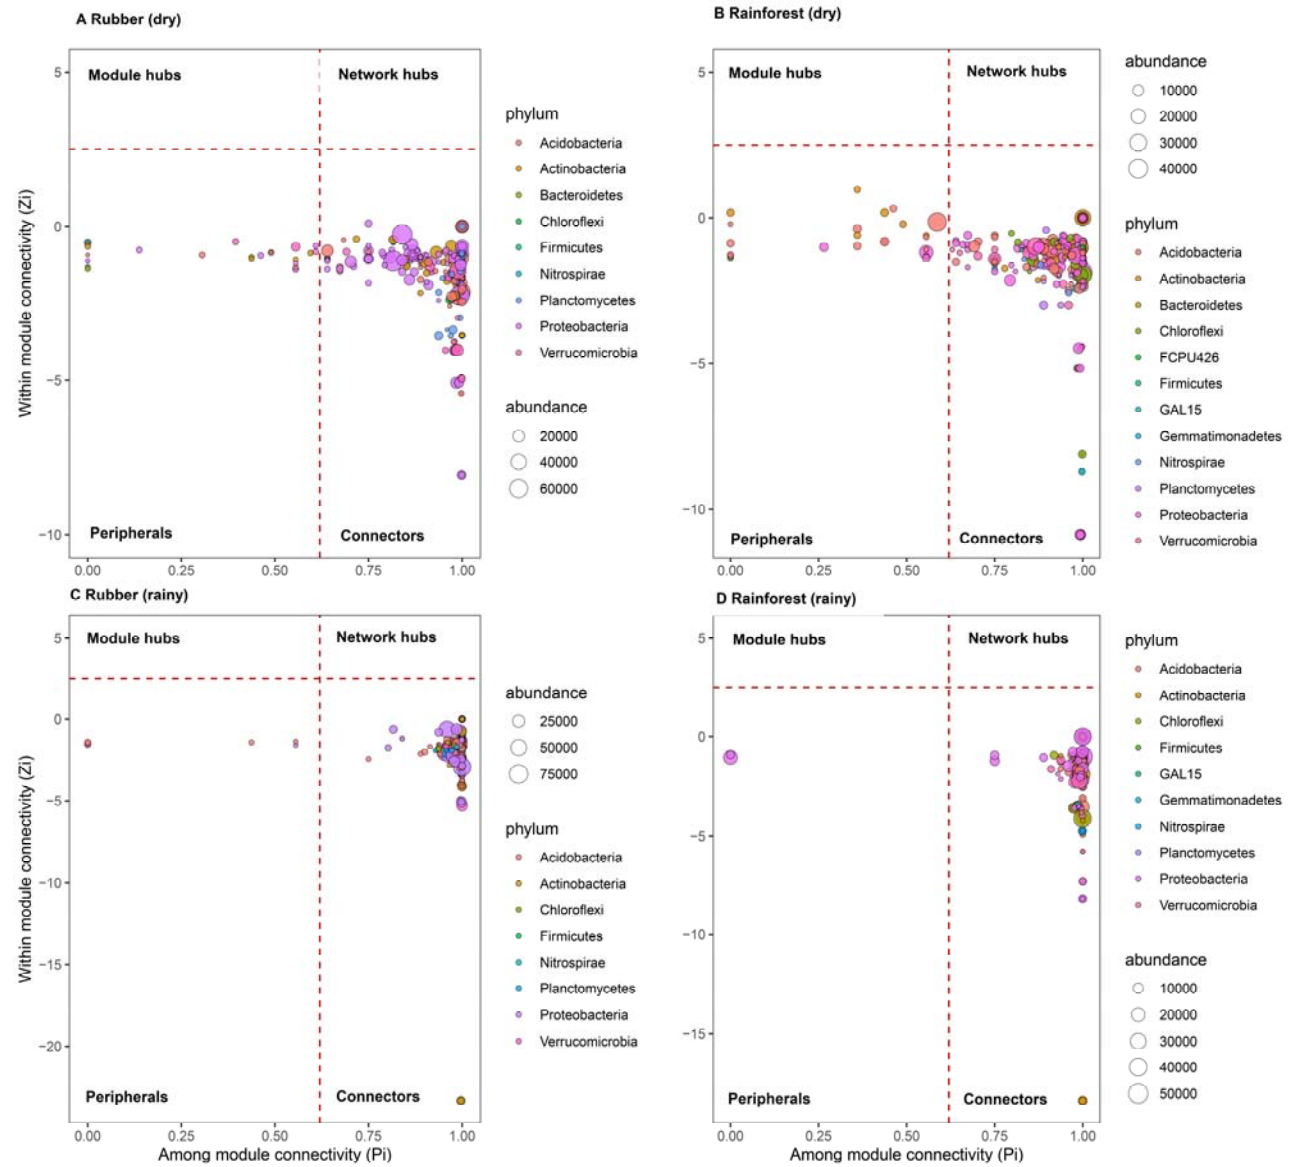 A Rubber (dry)
Module hubs
Network hubs
Peripherals
Connectors
5
0
−5
−10
0.00
0.25
0.50
0.75
1.00
Within module connectivity (Zi)
phylum
Acidobacteria
Actinobacteria
Bacteroidetes
Chloroflexi
Firmicutes
Nitrospirae
Planctomycetes
Proteobacteria
Verrucomicrobia
abundance
20000
40000
60000
B Rainforest (dry)
Module hubs
Network hubs
Peripherals
Connectors
5
0
−5
−10
0.00
0.25
0.50
0.75
1.00
abundance
10000
20000
30000
40000
phylum
Acidobacteria
Actinobacteria
Bacteroidetes
Chloroflexi
FCPU426
Firmicutes
GAL15
Gemmatimonadetes
Nitrospirae
Planctomycetes
Proteobacteria
Verrucomicrobia
C Rubber (rainy)
Module hubs
Network hubs
Peripherals
Connectors
5
0
−5
−10
−15
−20
0.00
0.25
0.50
0.75
1.00
Within module connectivity (Zi)
Among module connectivity (Pi)
abundance
25000
50000
75000
phylum
Acidobacteria
Actinobacteria
Chloroflexi
Firmicutes
Nitrospirae
Planctomycetes
Proteobacteria
Verrucomicrobia
D Rainforest (rainy)
Module hubs
Network hubs
Peripherals
Connectors
5
0
−5
−10
−15
0.00
0.25
0.50
0.75
1.00
Among module connectivity (Pi)
phylum
Acidobacteria
Actinobacteria
Chloroflexi
Firmicutes
GAL15
Gemmatimonadetes
Nitrospirae
Planctomycetes
Proteobacteria
Verrucomicrobia
abundance
10000
20000
30000
40000
50000